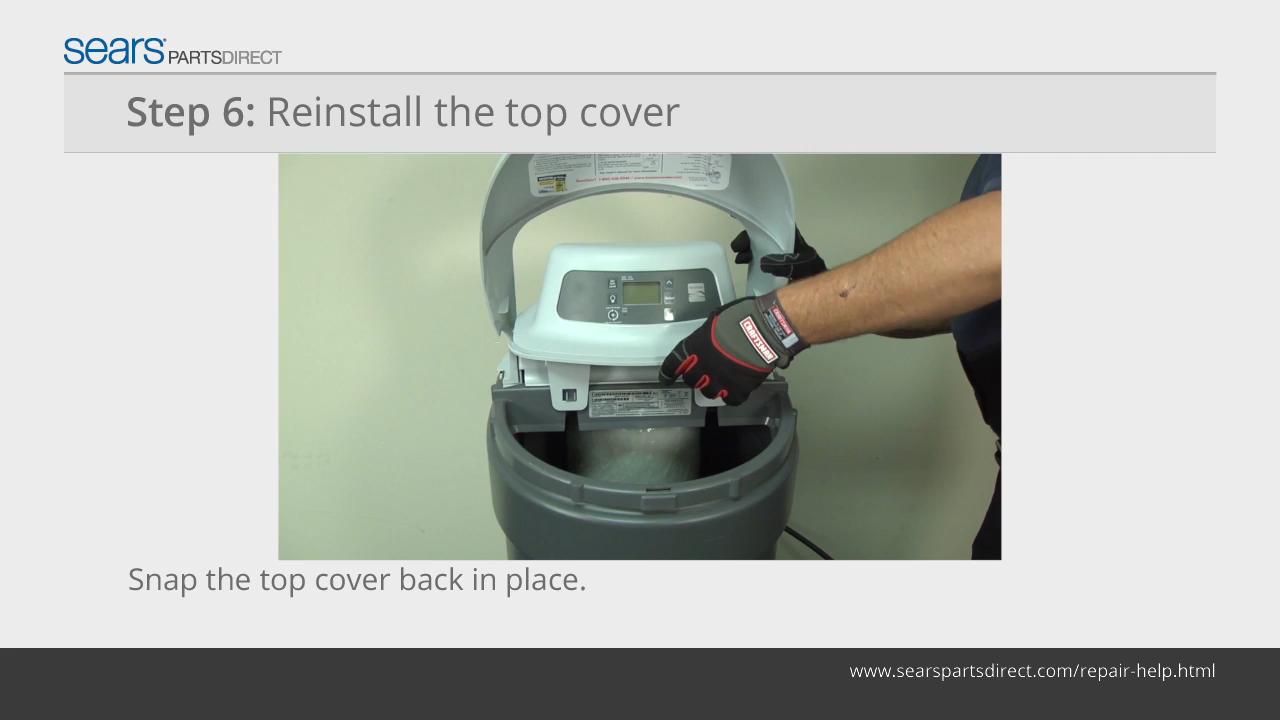 sears PARTSDIRECT
Step 6: Reinstall the top cover
CRAFTSMAN
Snap the top cover back in place.
www.searspartsdirect.com/repair-help.html